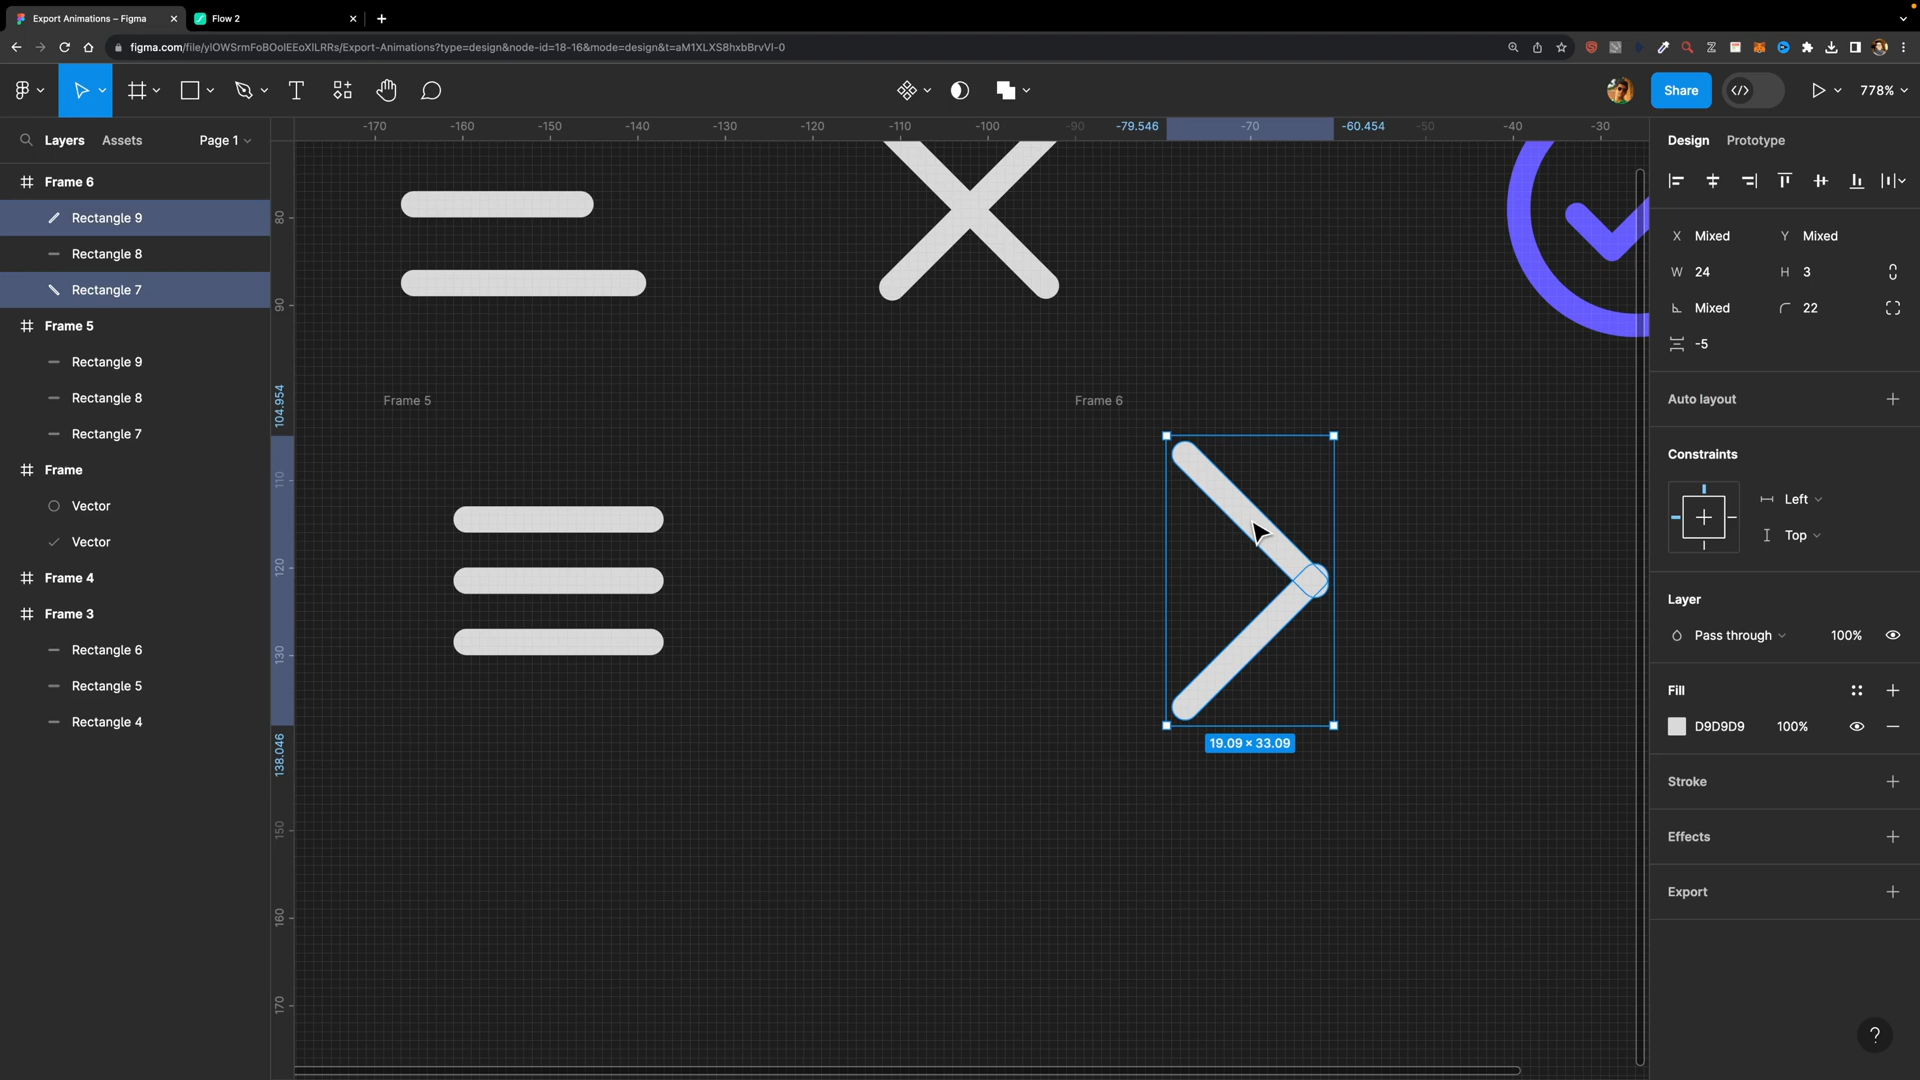 Export Animations – Figma
Flow 2
figma.com/file/ylOWSrmFoBOolEEoXlLRRs/Export-Animations?type=design&node-id=18-16&mode=design&t=aM1XLXS8hxbBrvVl-0
Share
778%
Layers
Assets
Page 1
-170
-160
-150
-140
-130
-120
-110
-100
-90
-79.546
-70
-60.454
-50
-40
-30
Design
Prototype
Frame 6
Rectangle 9
Rectangle 8
Rectangle 7
Frame 5
Rectangle 9
Rectangle 8
Rectangle 7
Frame
Vector
Vector
Frame 4
Frame 3
Rectangle 6
Rectangle 5
Rectangle 4
80
90
104.954
110
120
130
138.046
150
160
170
Frame 5
Frame 6
19.09 × 33.09
X Mixed
Y Mixed
W 24
H 3
Mixed
22
-5
Auto layout
Constraints
Left
Top
Layer
Pass through
100%
Fill
D9D9D9
100%
Stroke
Effects
Export
?